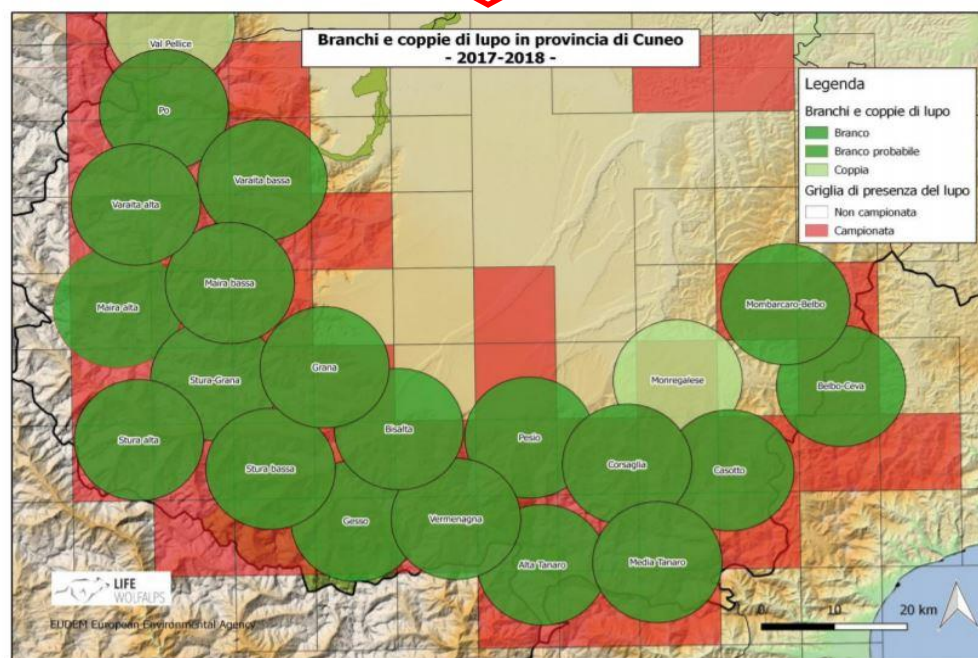 Branchi e coppie di lupo in provincia di Cuneo
- 2017-2018 -
Val Pellice
Po
Varaita bassa
Varaita alta
Maira bassa
Maira alta
Grana
Stura-Grana
Stura alta
Stura bassa
Bisalta
Pesio
Gesso
Vermenagna
Alta Tanaro
Media Tanaro
Corsaglia
Casotto
Monregalese
Mombarcaro-Belbo
Belbo-Ceva
Legenda
Branchi e coppie di lupo
Branco
Branco probabile
Coppia
Griglia di presenza del lupo
Non campionata
Campionata
LIFE
WOLFALPS
EUDEM European Environmental Agency
0 10 20 km